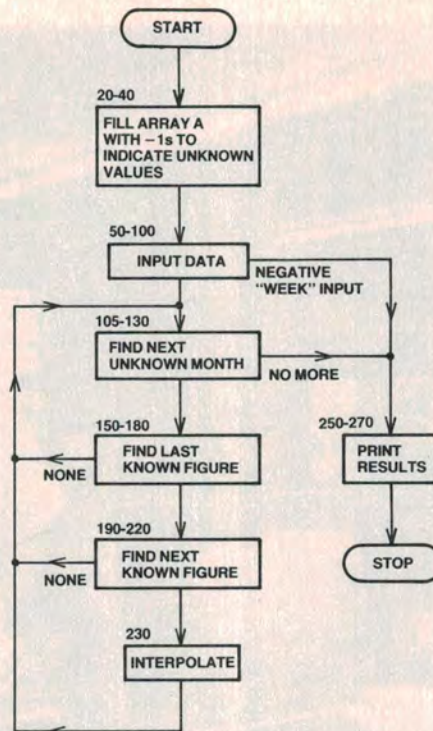 START
20-40
FILL ARRAY A
WITH −1s TO
INDICATE UNKNOWN
VALUES
50-100
INPUT DATA
NEGATIVE
"WEEK" INPUT
105-130
FIND NEXT
UNKNOWN MONTH
NO MORE
150-180
FIND LAST
KNOWN FIGURE
NONE
250-270
PRINT
RESULTS
190-220
FIND NEXT
KNOWN FIGURE
NONE
STOP
230
INTERPOLATE